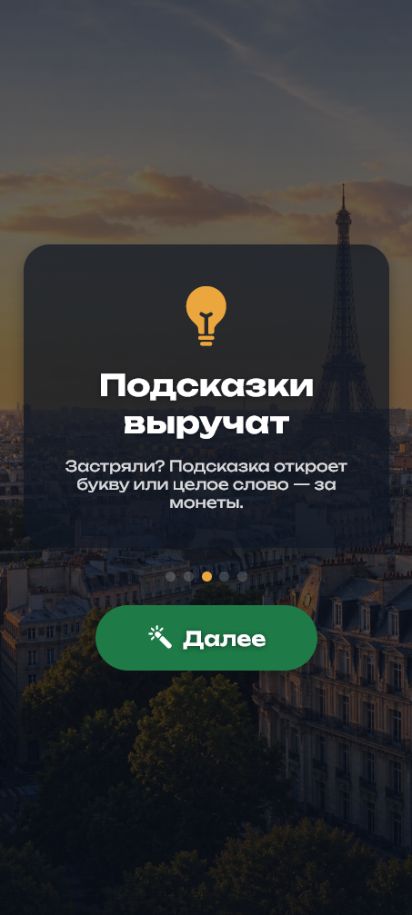 Подсказки
выручат
Застряли? Подсказка откроет
букву или целое слово — за
монеты.
Далее